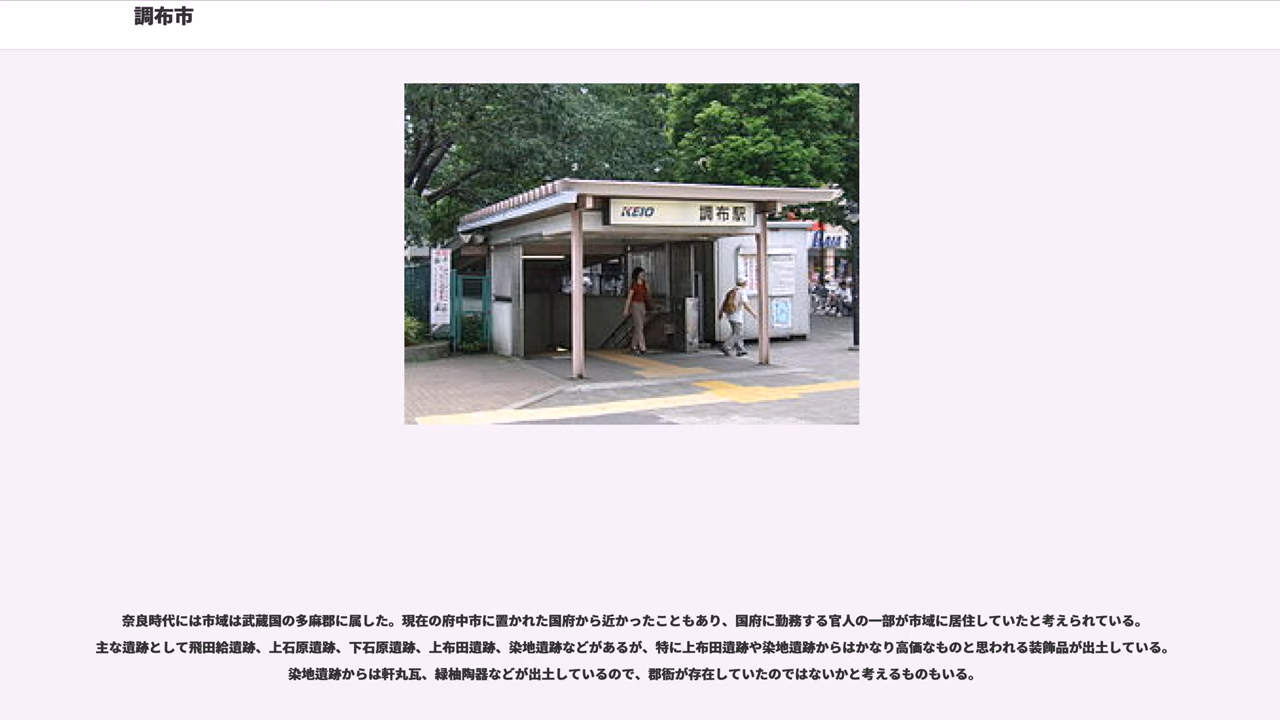 調布市
KEIO 調布駅
奈良時代には市域は武蔵国の多麻郡に属した。現在の府中市に置かれた国府から近かったこともあり、国府に勤務する官人の一部が市域に居住していたと考えられている。
主な遺跡として飛田給遺跡、上石原遺跡、下石原遺跡、上布田遺跡、染地遺跡などがあるが、特に上布田遺跡や染地遺跡からはかなり高価なものと思われる装飾品が出土している。
染地遺跡からは軒丸瓦、緑釉陶器などが出土しているので、郡衙が存在していたのではないかと考えるものもいる。